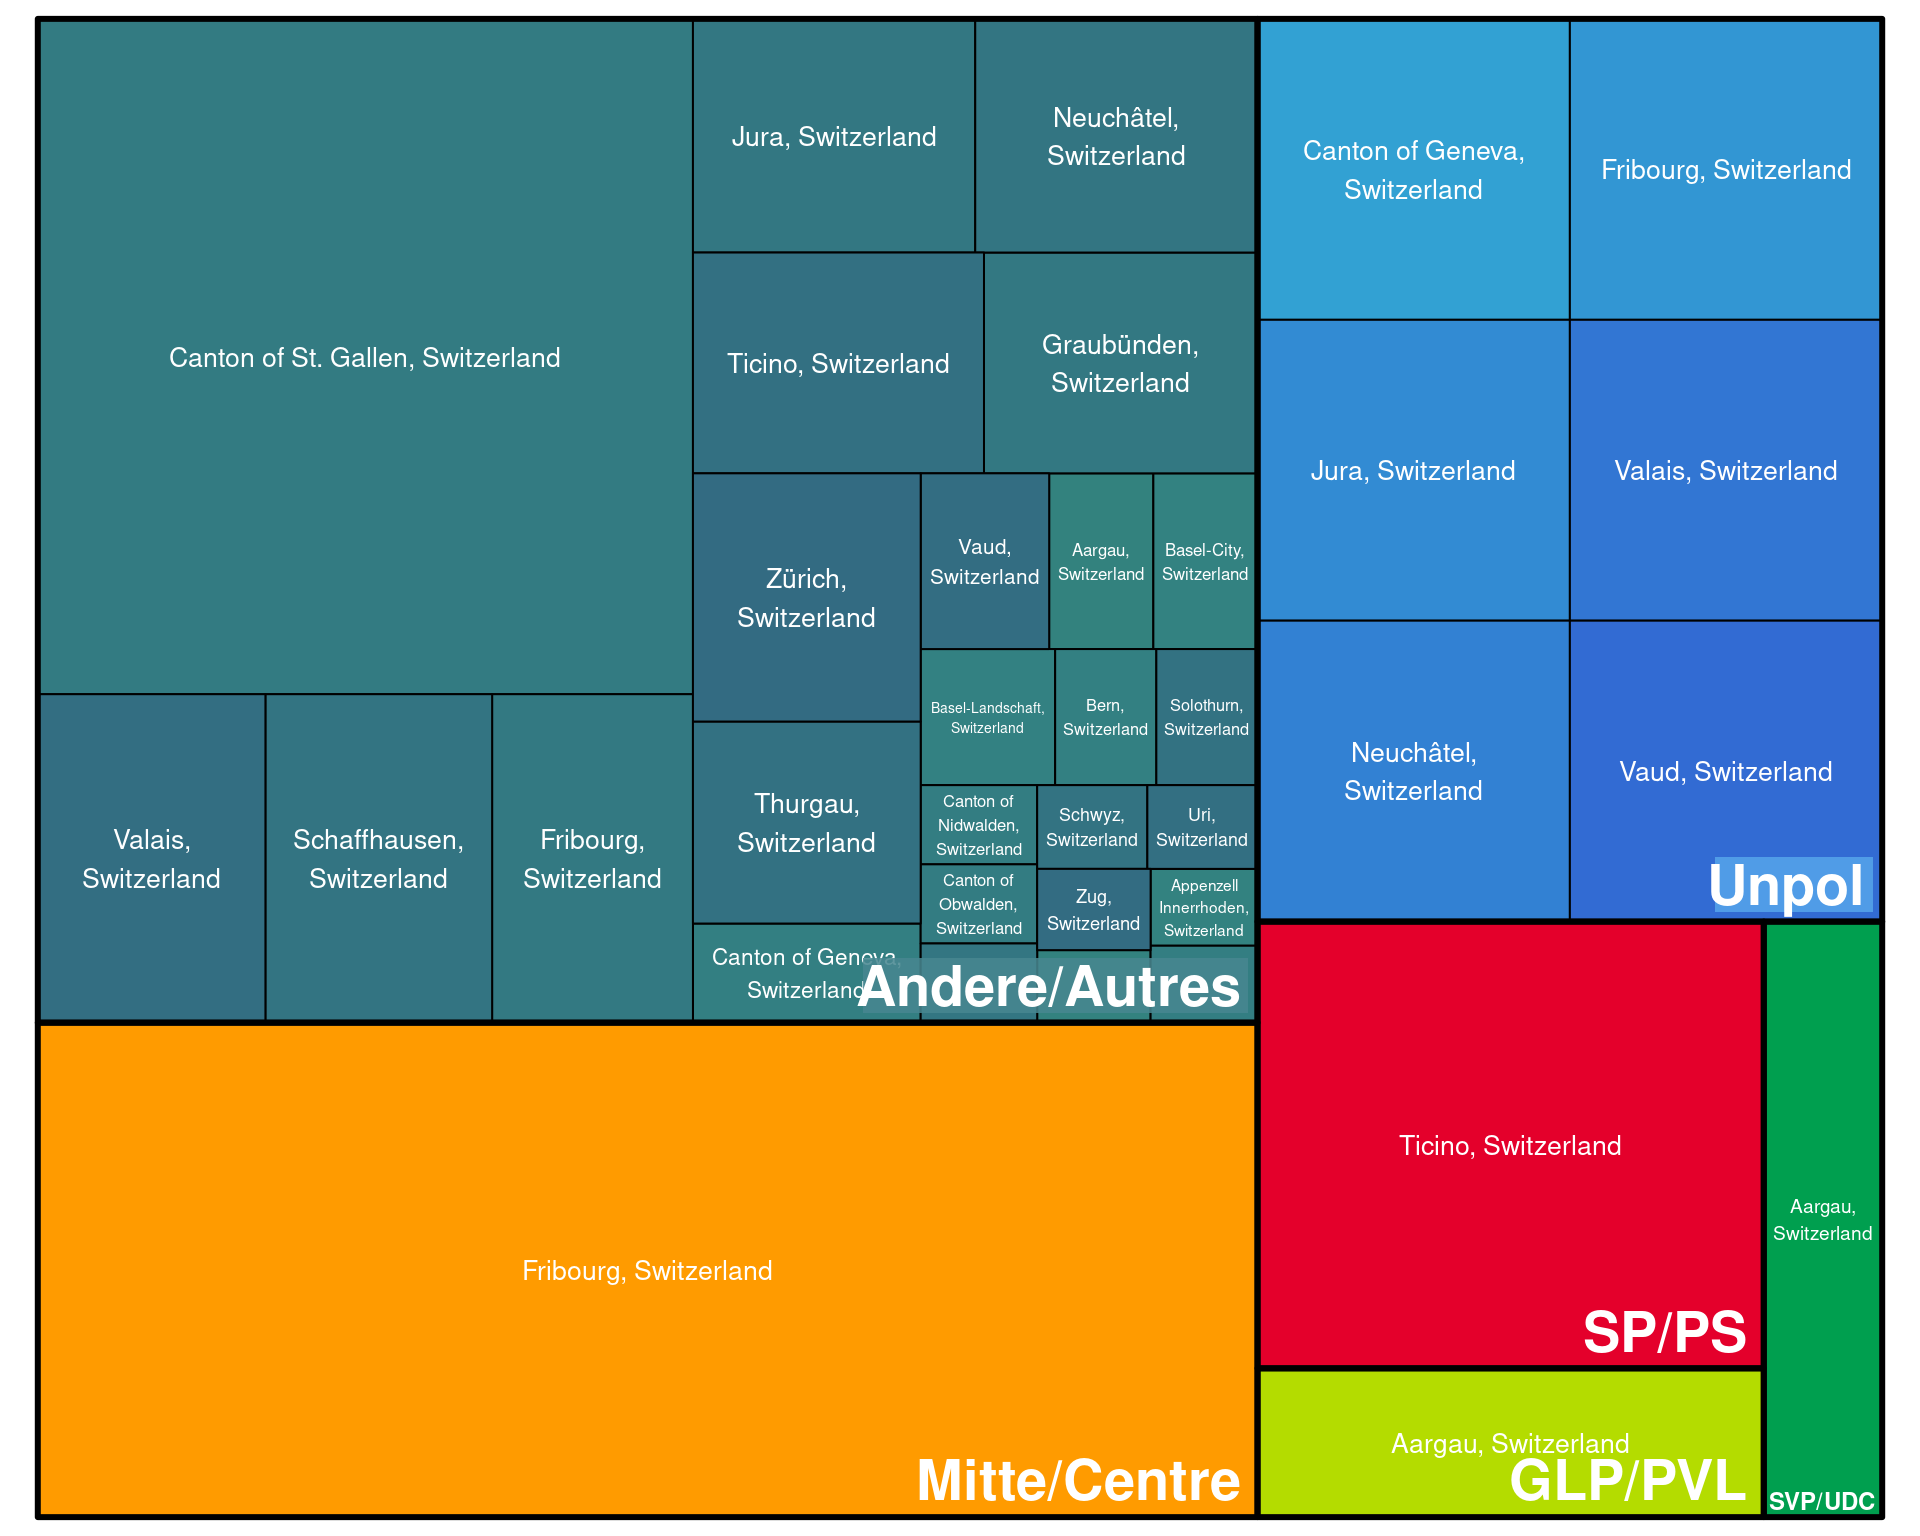 Canton of St. Gallen, Switzerland
Jura, Switzerland
Neuchâtel,
Switzerland
Ticino, Switzerland
Graubünden,
Switzerland
Zürich,
Switzerland
Vaud,
Switzerland
Aargau,
Switzerland
Basel-City,
Switzerland
Basel-Landschaft,
Switzerland
Bern,
Switzerland
Solothurn,
Switzerland
Valais,
Switzerland
Schaffhausen,
Switzerland
Fribourg,
Switzerland
Thurgau,
Switzerland
Canton of
Nidwalden,
Switzerland
Schwyz,
Switzerland
Uri,
Switzerland
Canton of
Obwalden,
Switzerland
Zug,
Switzerland
Appenzell
Innerrhoden,
Switzerland
Canton of Geneva,
Switzerland
Andere/Autres
Canton of Geneva,
Switzerland
Fribourg, Switzerland
Jura, Switzerland
Valais, Switzerland
Neuchâtel,
Switzerland
Vaud, Switzerland
Unpol
Fribourg, Switzerland
Mitte/Centre
Ticino, Switzerland
SP/PS
Aargau, Switzerland
GLP/PVL
Aargau,
Switzerland
SVP/UDC